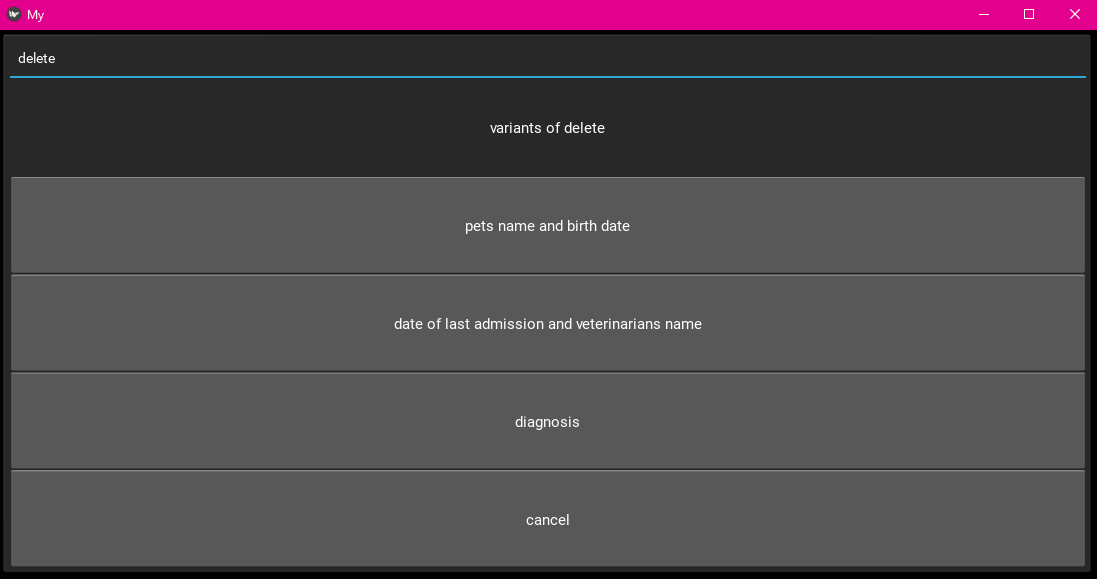 My
delete
variants of delete
pets name and birth date
date of last admission and veterinarians name
diagnosis
cancel